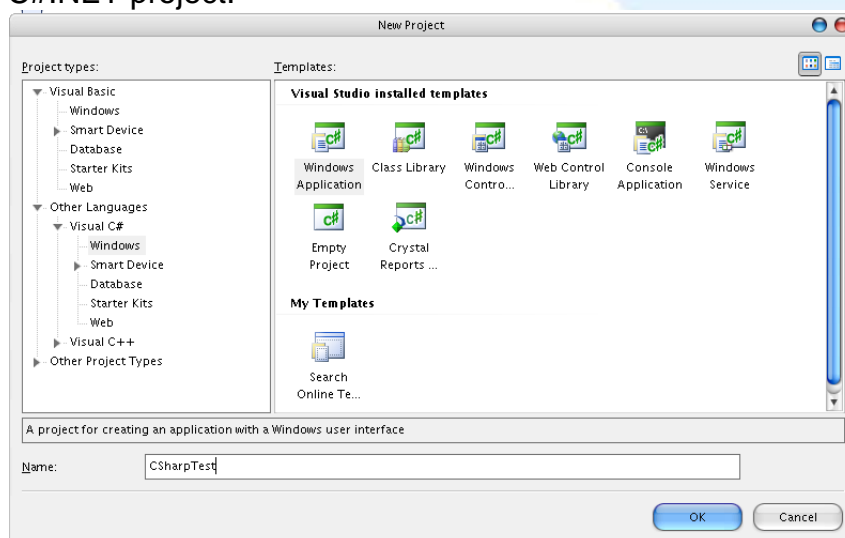 C#.NET project.
New Project
Project types:
Templates:
Visual Basic
Windows
Smart Device
Database
Starter Kits
Web
Other Languages
Visual C#
Windows
Smart Device
Database
Starter Kits
Web
Visual C++
Other Project Types
Visual Studio installed templates
Windows Application
Class Library
Windows Contro...
Web Control Library
Console Application
Windows Service
Empty Project
Crystal Reports ...
My Templates
Search Online Te...
A project for creating an application with a Windows user interface
Name:
CSharpTest
OK
Cancel